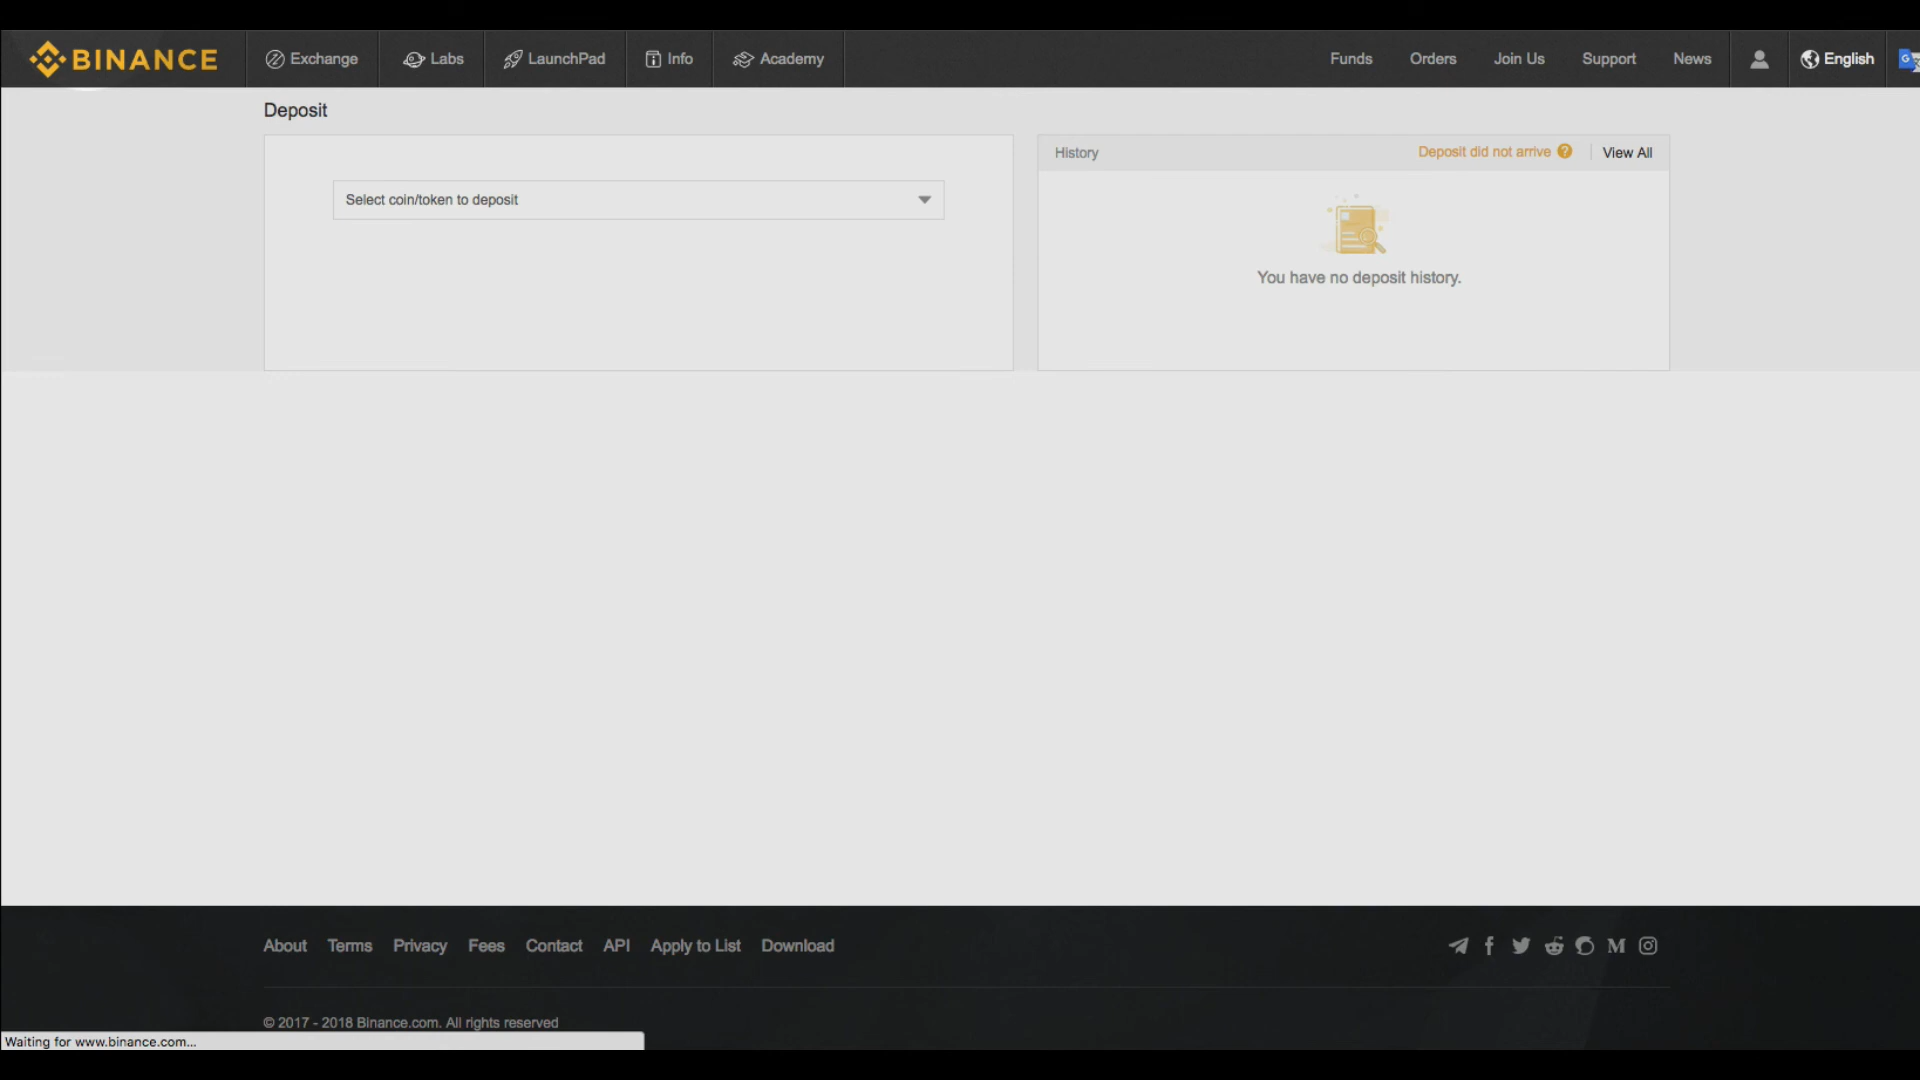 BINANCE
Exchange
Labs
LaunchPad
Info
Academy
Funds
Orders
Join Us
Support
News
English
Deposit
Select coin/token to deposit
History
Deposit did not arrive ?
View All
You have no deposit history.
About
Terms
Privacy
Fees
Contact
API
Apply to List
Download
© 2017 - 2018 Binance.com. All rights reserved
Waiting for www.binance.com...